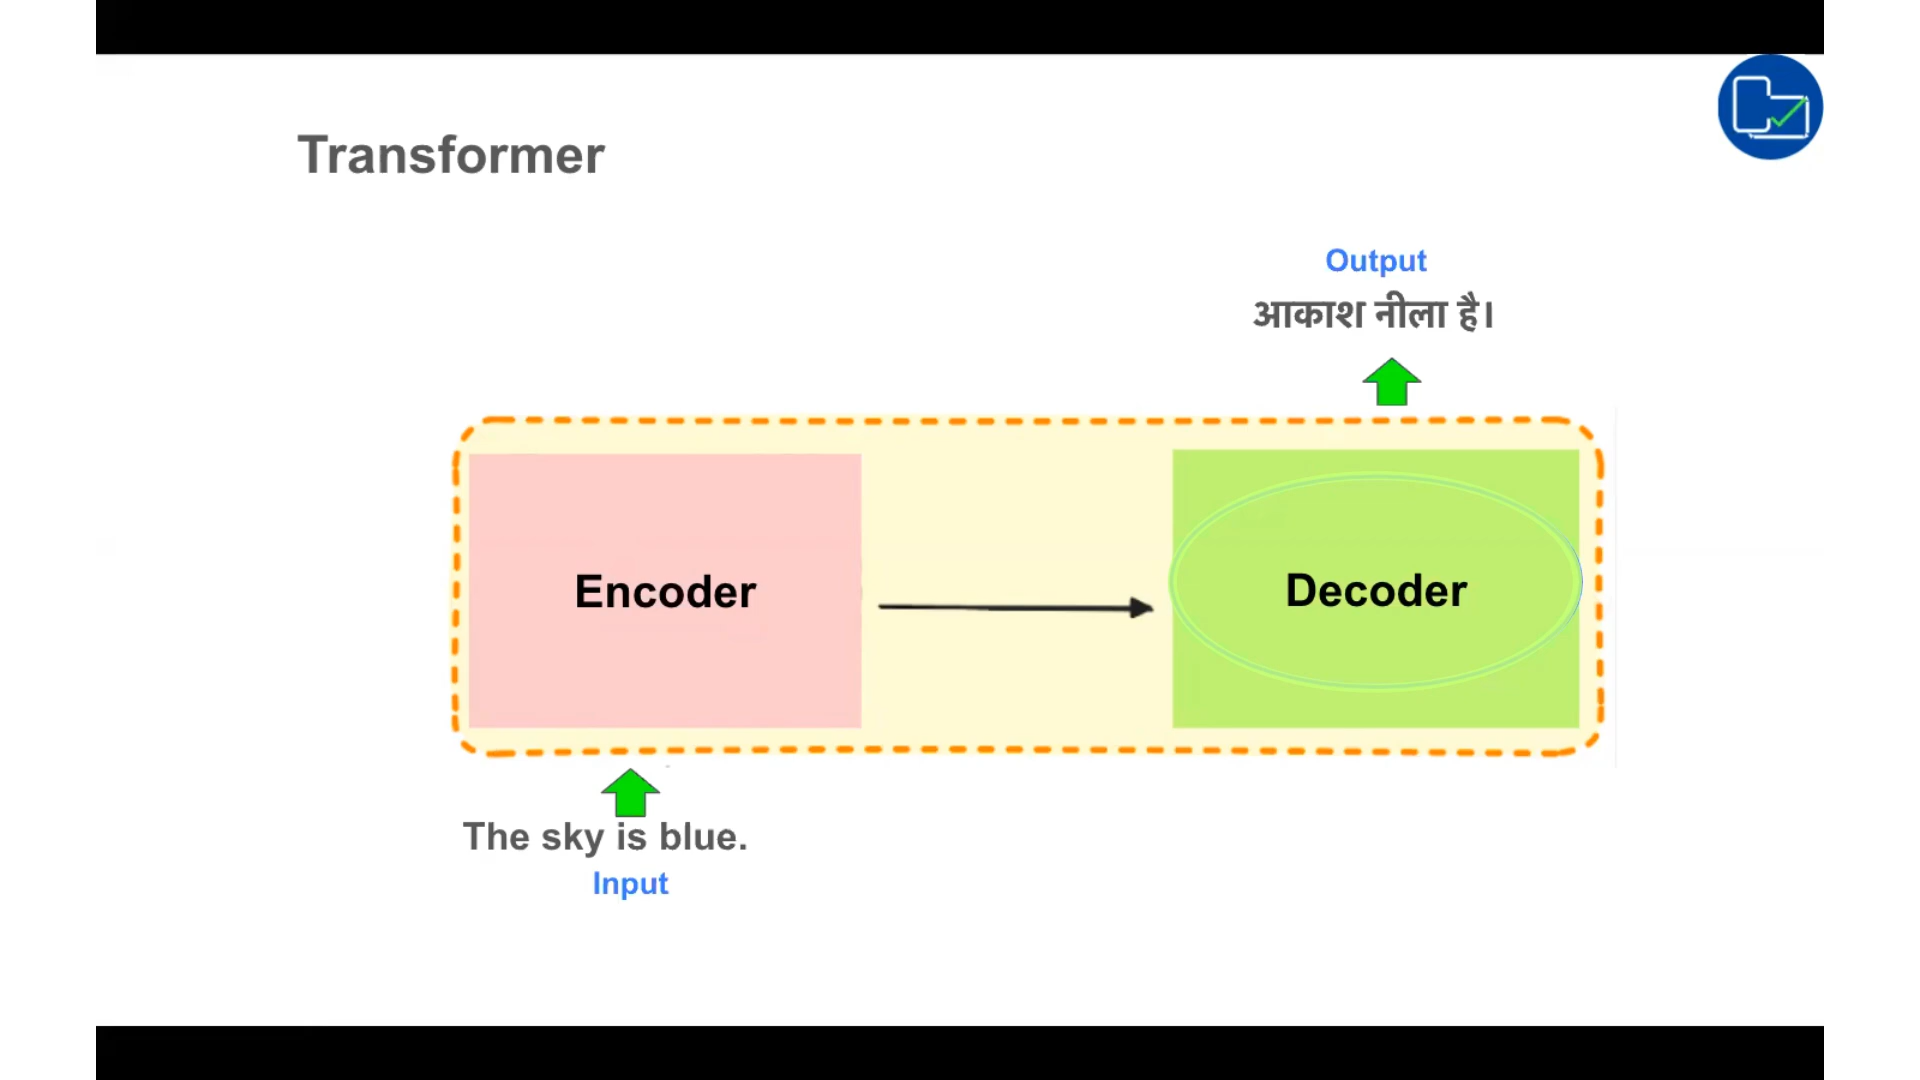 Transformer
Output
आकाश नीला है।
Encoder
Decoder
The sky is blue.
Input